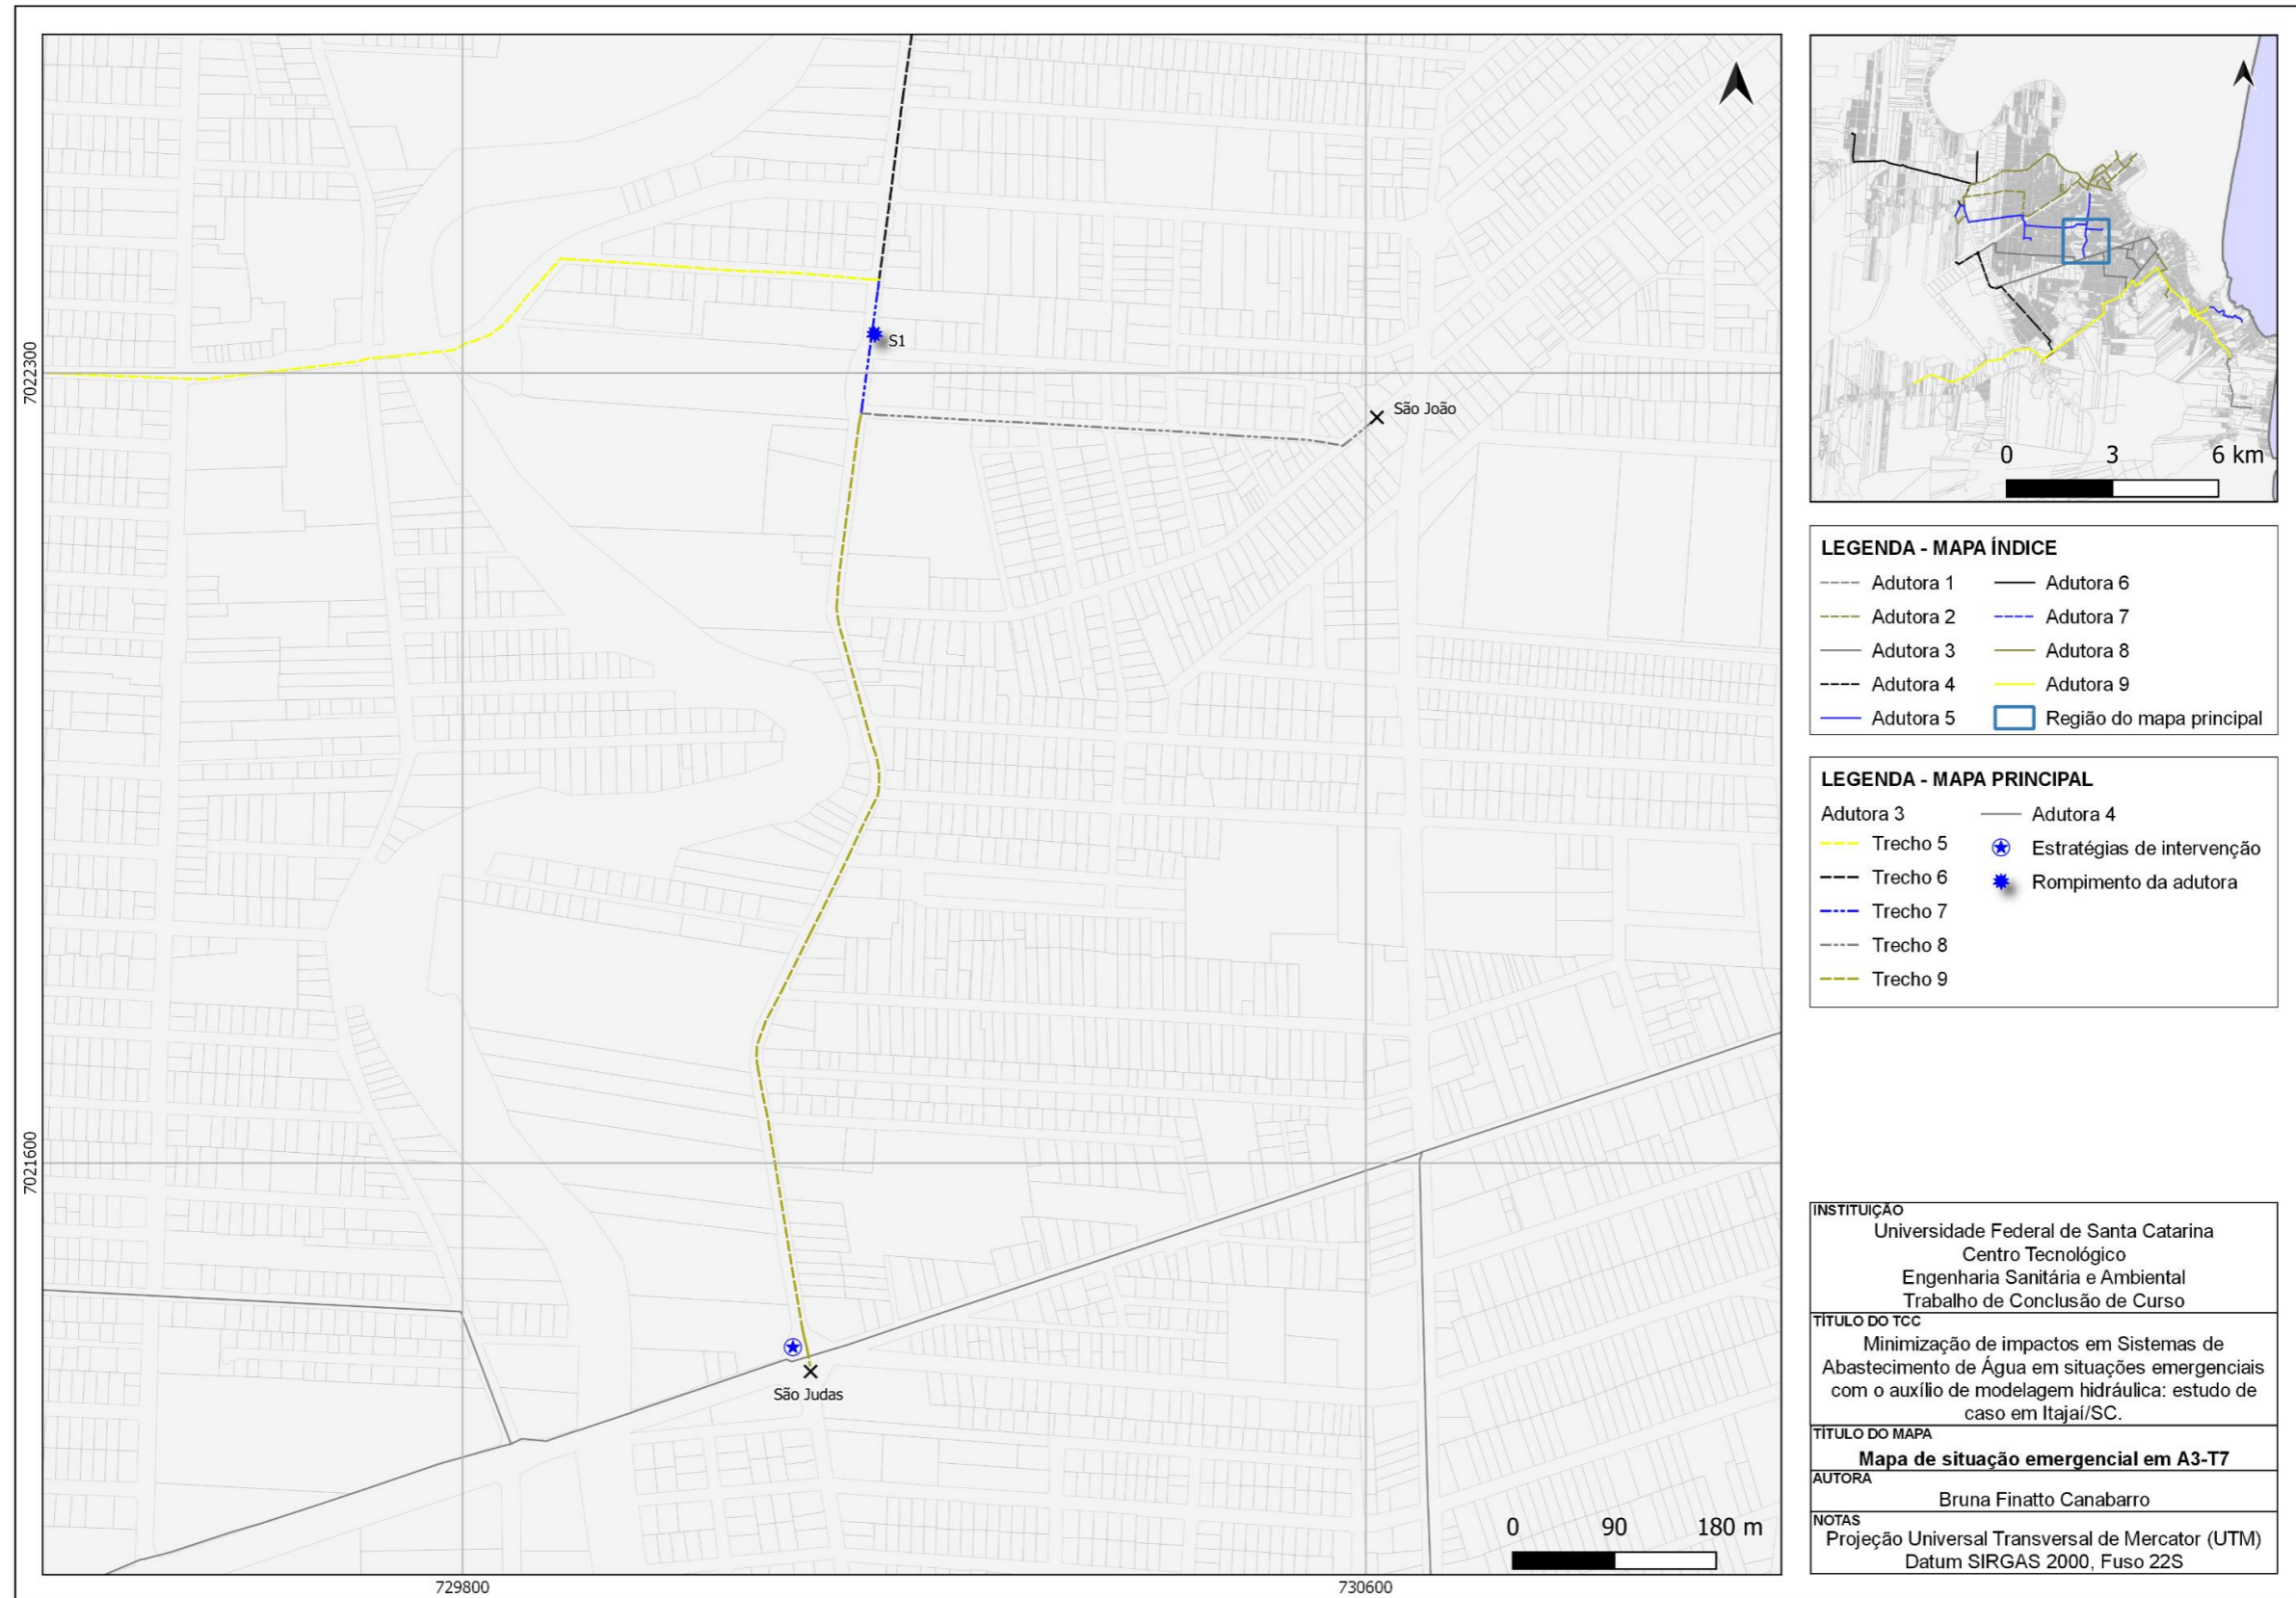 7022300
7021600
729800
730600
S1
São João
São Judas
0 90 180 m
0 3 6 km
LEGENDA - MAPA ÍNDICE
Adutora 1
Adutora 2
Adutora 3
Adutora 4
Adutora 5
Adutora 6
Adutora 7
Adutora 8
Adutora 9
Região do mapa principal
LEGENDA - MAPA PRINCIPAL
Adutora 3
Trecho 5
Trecho 6
Trecho 7
Trecho 8
Trecho 9
Adutora 4
Estratégias de intervenção
Rompimento da adutora
INSTITUIÇÃO
Universidade Federal de Santa Catarina
Centro Tecnológico
Engenharia Sanitária e Ambiental
Trabalho de Conclusão de Curso
TÍTULO DO TCC
Minimização de impactos em Sistemas de
Abastecimento de Água em situações emergenciais
com o auxílio de modelagem hidráulica: estudo de
caso em Itajaí/SC.
TÍTULO DO MAPA
Mapa de situação emergencial em A3-T7
AUTORA
Bruna Finatto Canabarro
NOTAS
Projeção Universal Transversal de Mercator (UTM)
Datum SIRGAS 2000, Fuso 22S